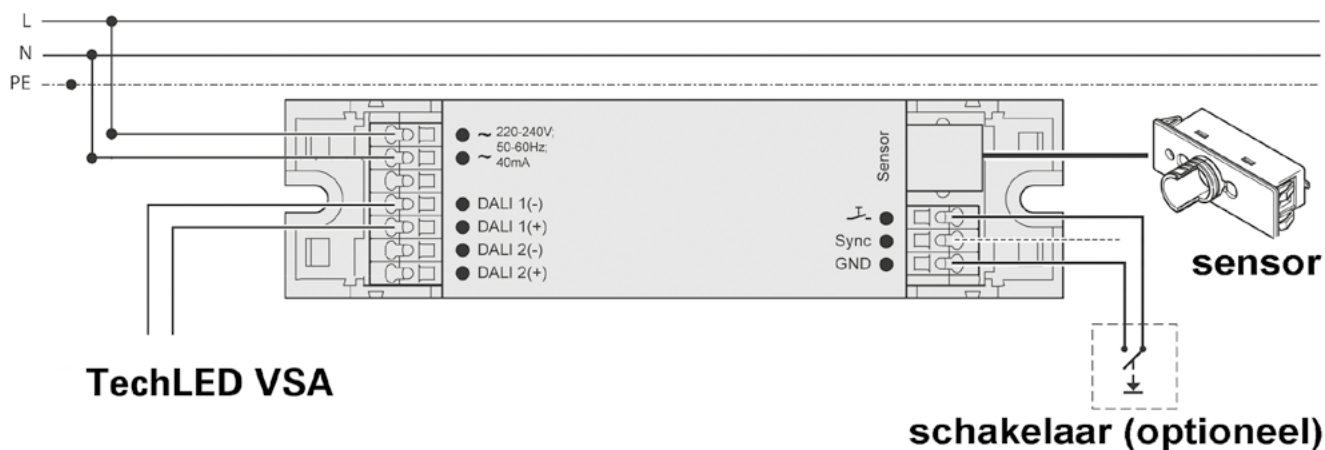 L
N
PE
~ 220-240V;
50-60Hz;
~ 40mA
DALI 1(-)
DALI 1(+)
DALI 2(-)
DALI 2(+)
Sensor
Sync
GND
sensor
TechLED VSA
schakelaar (optioneel)